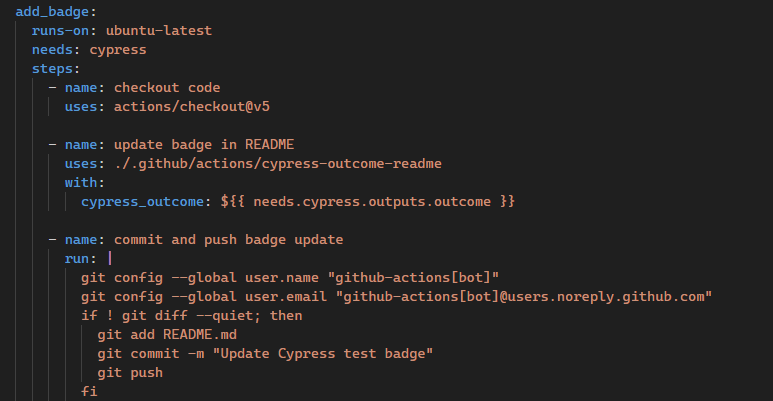 add_badge:
runs-on: ubuntu-latest
needs: cypress
steps:
- name: checkout code
uses: actions/checkout@v5
- name: update badge in README
uses: ./.github/actions/cypress-outcome-readme
with:
cypress_outcome: ${{ needs.cypress.outputs.outcome }}
- name: commit and push badge update
run: |
git config --global user.name "github-actions[bot]"
git config --global user.email "github-actions[bot]@users.noreply.github.com"
if ! git diff --quiet; then
git add README.md
git commit -m "Update Cypress test badge"
git push
fi